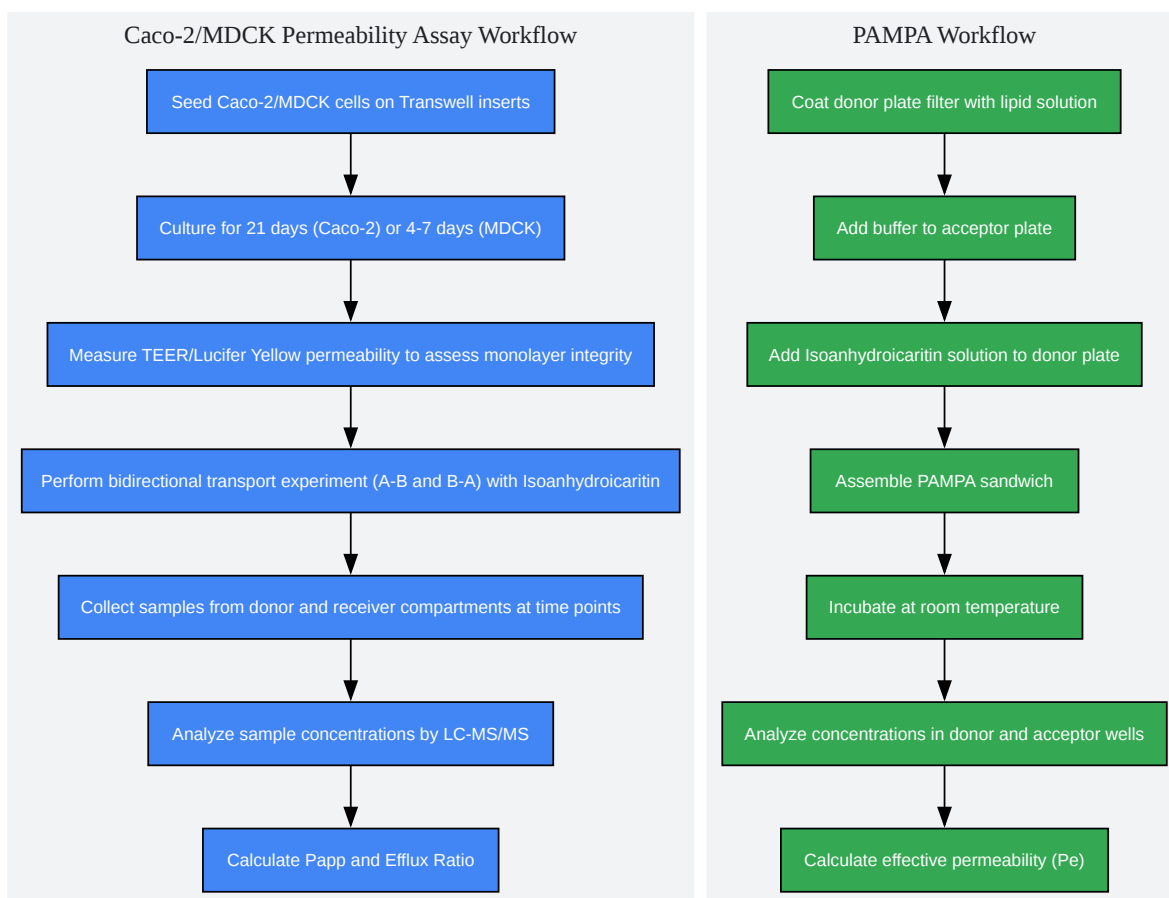 Caco-2/MDCK Permeability Assay Workflow
Seed Caco-2/MDCK cells on Transwell inserts
Culture for 21 days (Caco-2) or 4-7 days (MDCK)
Measure TEER/Lucifer Yellow permeability to assess monolayer integrity
Perform bidirectional transport experiment (A-B and B-A) with Isoanhydroicaritin
Collect samples from donor and receiver compartments at time points
Analyze sample concentrations by LC-MS/MS
Calculate Papp and Efflux Ratio
PAMPA Workflow
Coat donor plate filter with lipid solution
Add buffer to acceptor plate
Add Isoanhydroicaritin solution to donor plate
Assemble PAMPA sandwich
Incubate at room temperature
Analyze concentrations in donor and acceptor wells
Calculate effective permeability (Pe)